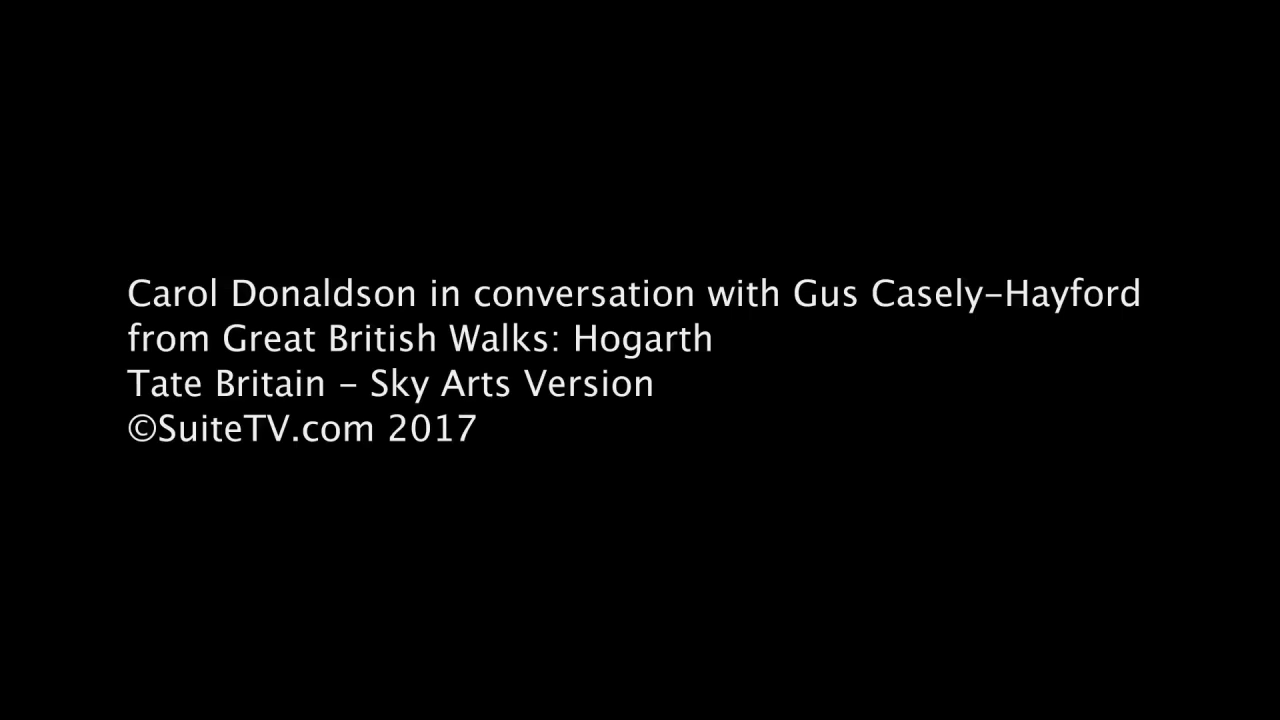 Carol Donaldson in conversation with Gus Casely-Hayford
from Great British Walks: Hogarth
Tate Britain - Sky Arts Version
©SuiteTV.com 2017